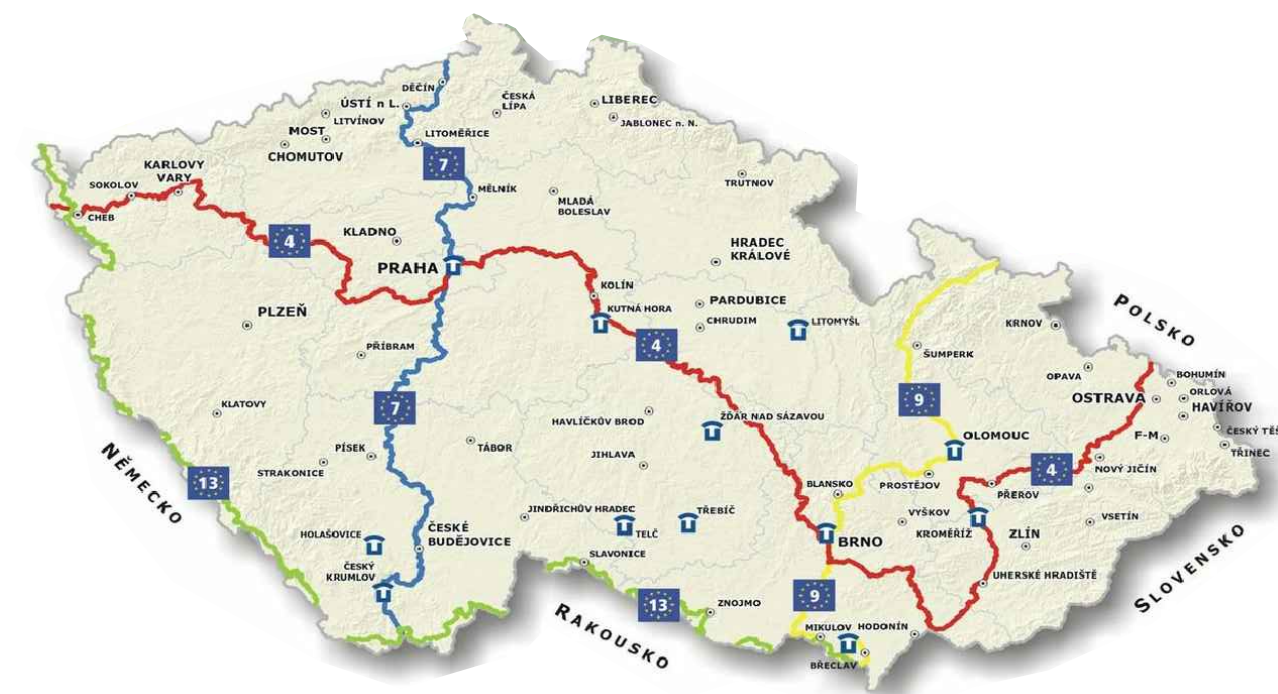 DĚČÍN
ČESKÁ
LÍPA
LIBEREC
ÚSTÍ n L.
LITVÍNOV
JABLONEC n. N.
MOST
LITOMĚŘICE
CHOMUTOV
7
KARLOVY
VARY
TRUTNOV
SOKOLOV
MĚLNÍK
MLADÁ
BOLESLAV
CHEB
KLADNO
4
HRADEC
KRÁLOVÉ
PRAHA
KOLÍN
PARDUBICE
POLSKO
PLZEŇ
KUTNÁ HORA
CHRUDIM
LITOMYŠL
KRNOV
4
PŘÍBRAM
ŠUMPERK
OPAVA
BOHUMÍN
ORLOVÁ
OSTRAVA
HAVÍŘOV
9
7
KLATOVY
HAVLÍČKŮV BROD
ŽĎÁR NAD SÁZAVOU
ČESKÝ TĚŠ
F-M
OLOMOUC
TÁBOR
PÍSEK
TŘINEC
NĚMECKO
STRAKONICE
JIHLAVA
PROSTĚJOV
4
NOVÝ JIČÍN
13
BLANSKO
PŘEROV
JINDŘICHŮV HRADEC
TŘEBÍČ
VYŠKOV
VSETÍN
HOLAŠOVICE
ČESKÉ
BUDĚJOVICE
TELČ
BRNO
KROMĚŘÍŽ
ZLÍN
SLAVONICE
ČESKÝ
KRUMLOV
UHERSKÉ HRADIŠTĚ
SLOVENSKO
9
13
ZNOJMO
RAKOUSKO
MIKULOV
HODONÍN
BŘECLAV